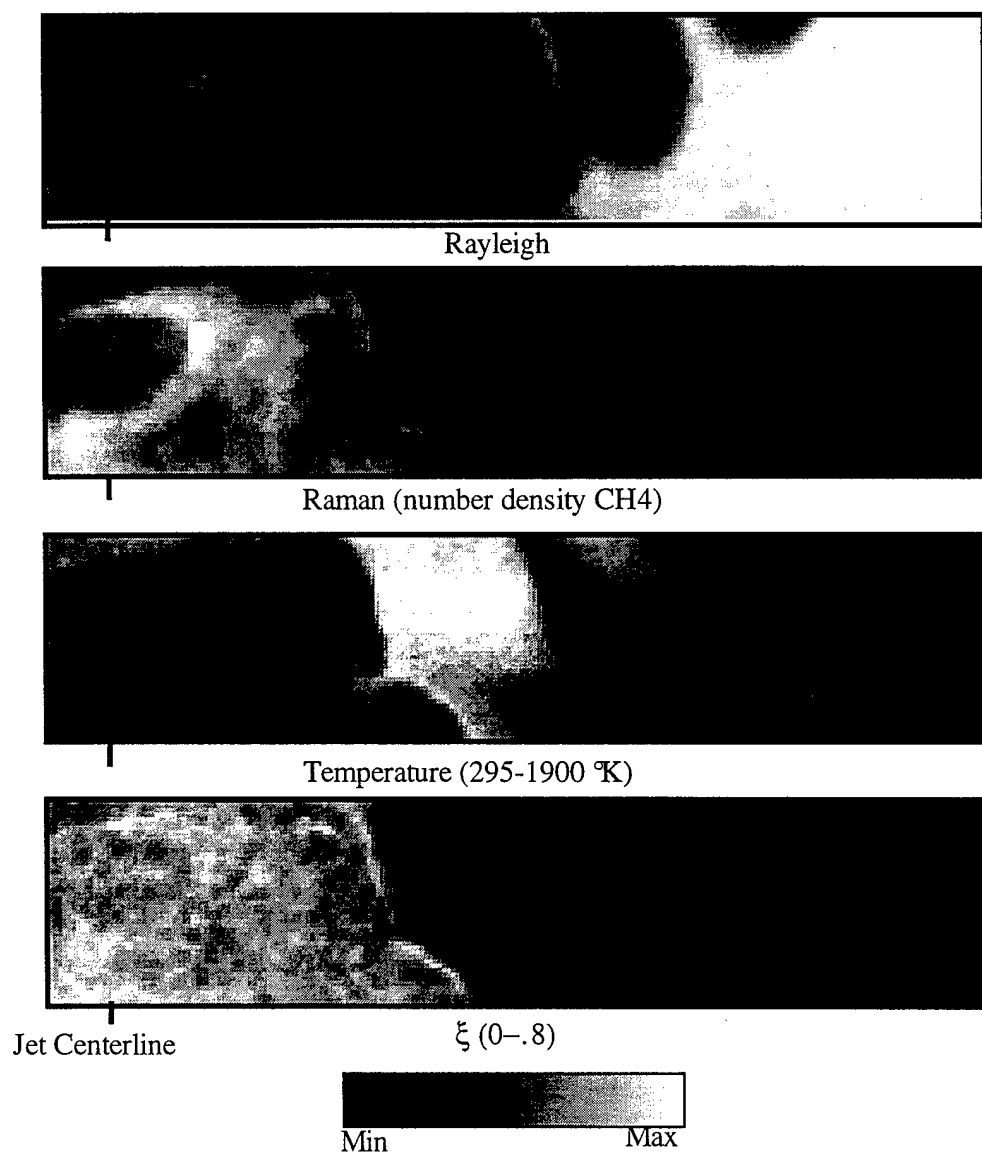 Rayleigh
Raman (number density CH4)
Temperature (295-1900 °K)
Jet Centerline
ξ (0–.8)
Min Max